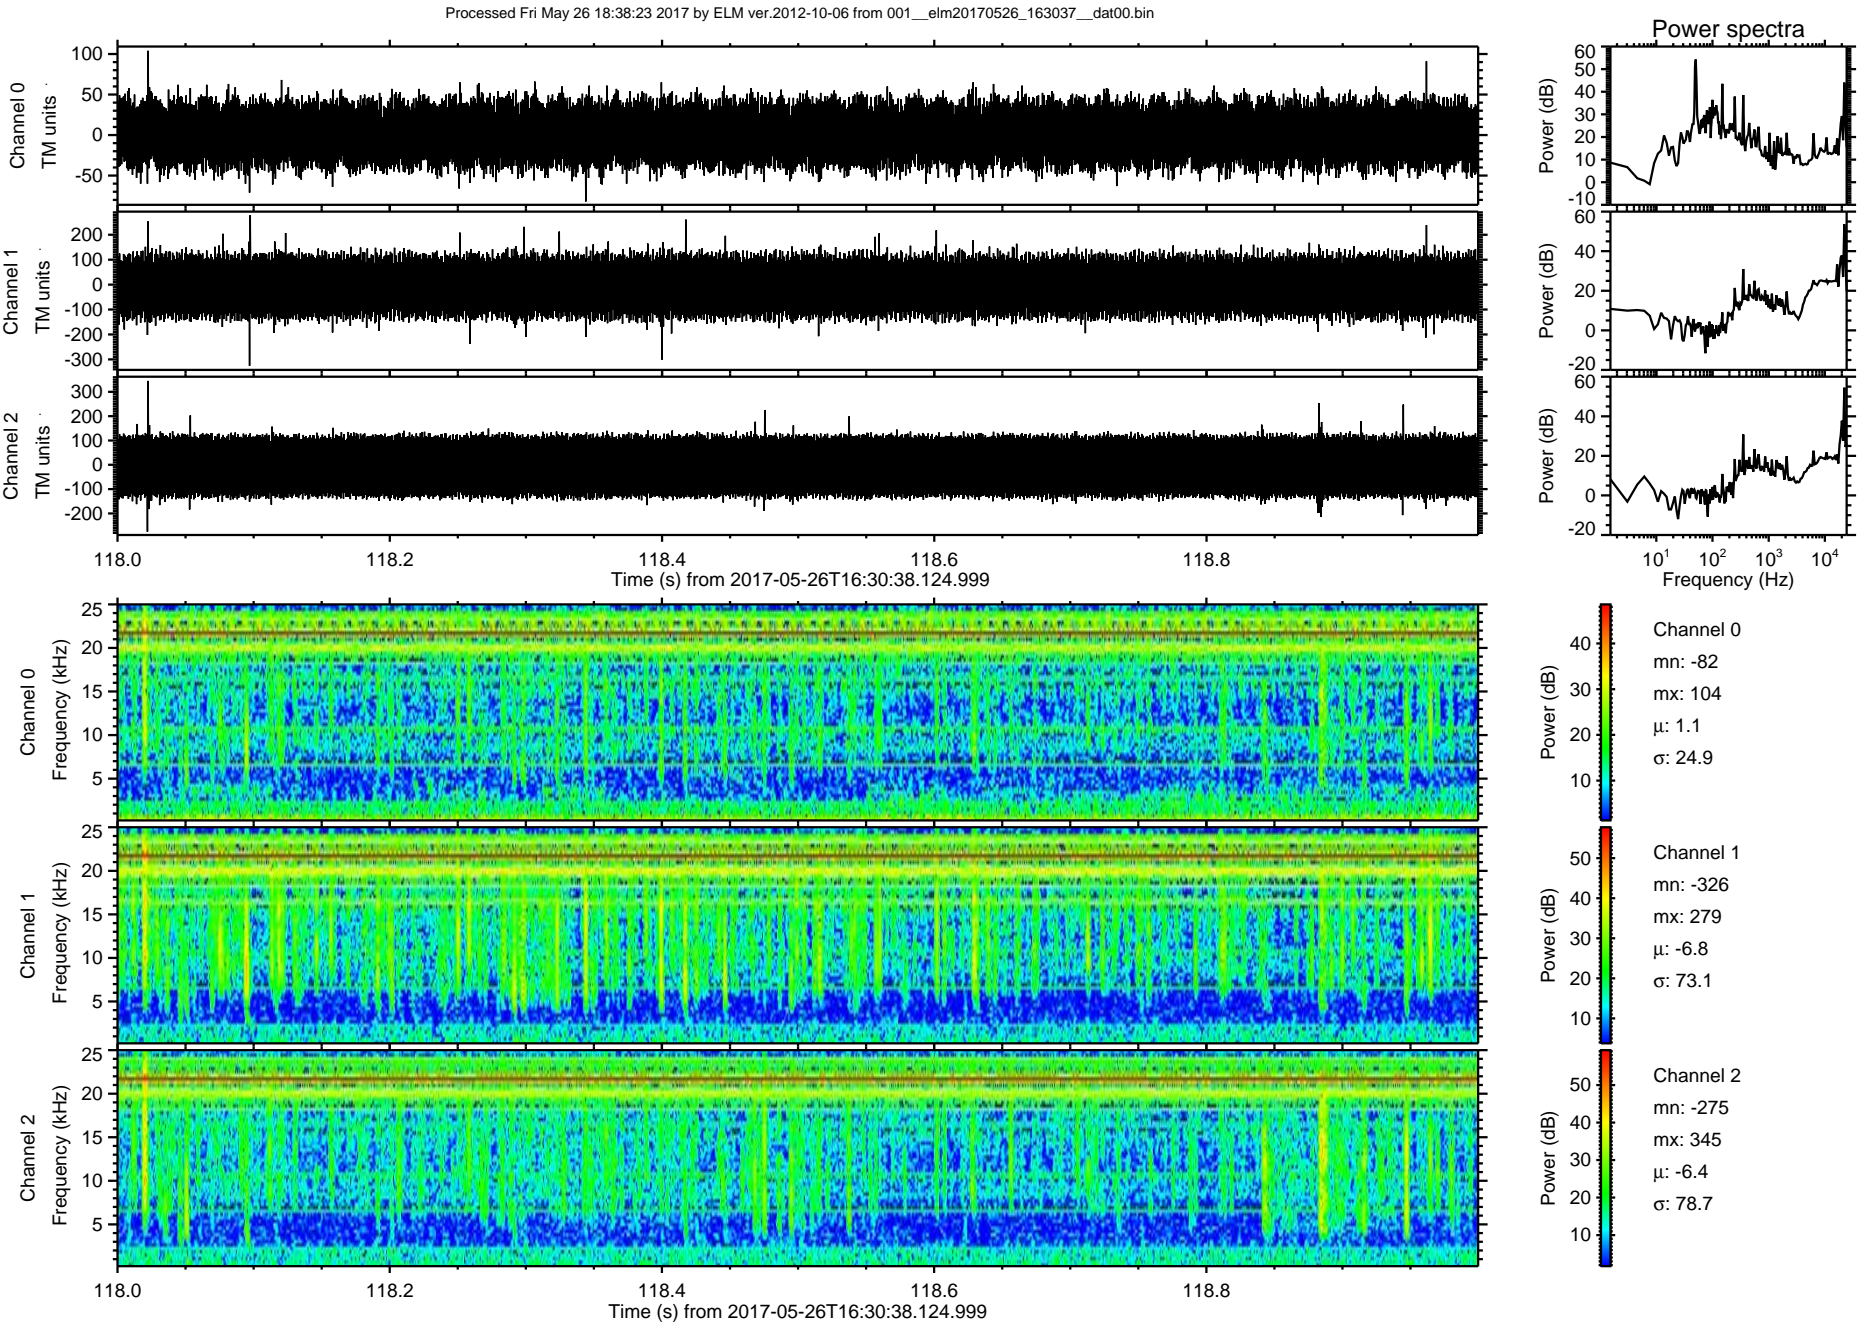 Processed Fri May 26 18:38:23 2017 by ELM ver.2012-10-06 from 001__elm20170526_163037__dat00.bin
Power spectra
Channel 0
TM units
100
50
0
-50
Power (dB)
60
50
40
30
20
10
0
-10
Channel 1
TM units
200
100
0
-100
-200
-300
Power (dB)
60
40
20
0
-20
Channel 2
TM units
300
200
100
0
-100
-200
Power (dB)
60
40
20
0
-20
118.0 118.2 118.4 118.6 118.8
Time (s) from 2017-05-26T16:30:38.124.999
10^1 10^2 10^3 10^4
Frequency (Hz)
Channel 0
Frequency (kHz)
25
20
15
10
5
Power (dB)
40
30
20
10
Channel 0
mn: -82
mx: 104
µ: 1.1
σ: 24.9
Channel 1
Frequency (kHz)
25
20
15
10
5
Power (dB)
50
40
30
20
10
Channel 1
mn: -326
mx: 279
µ: -6.8
σ: 73.1
Channel 2
Frequency (kHz)
25
20
15
10
5
Power (dB)
50
40
30
20
10
Channel 2
mn: -275
mx: 345
µ: -6.4
σ: 78.7
118.0 118.2 118.4 118.6 118.8
Time (s) from 2017-05-26T16:30:38.124.999